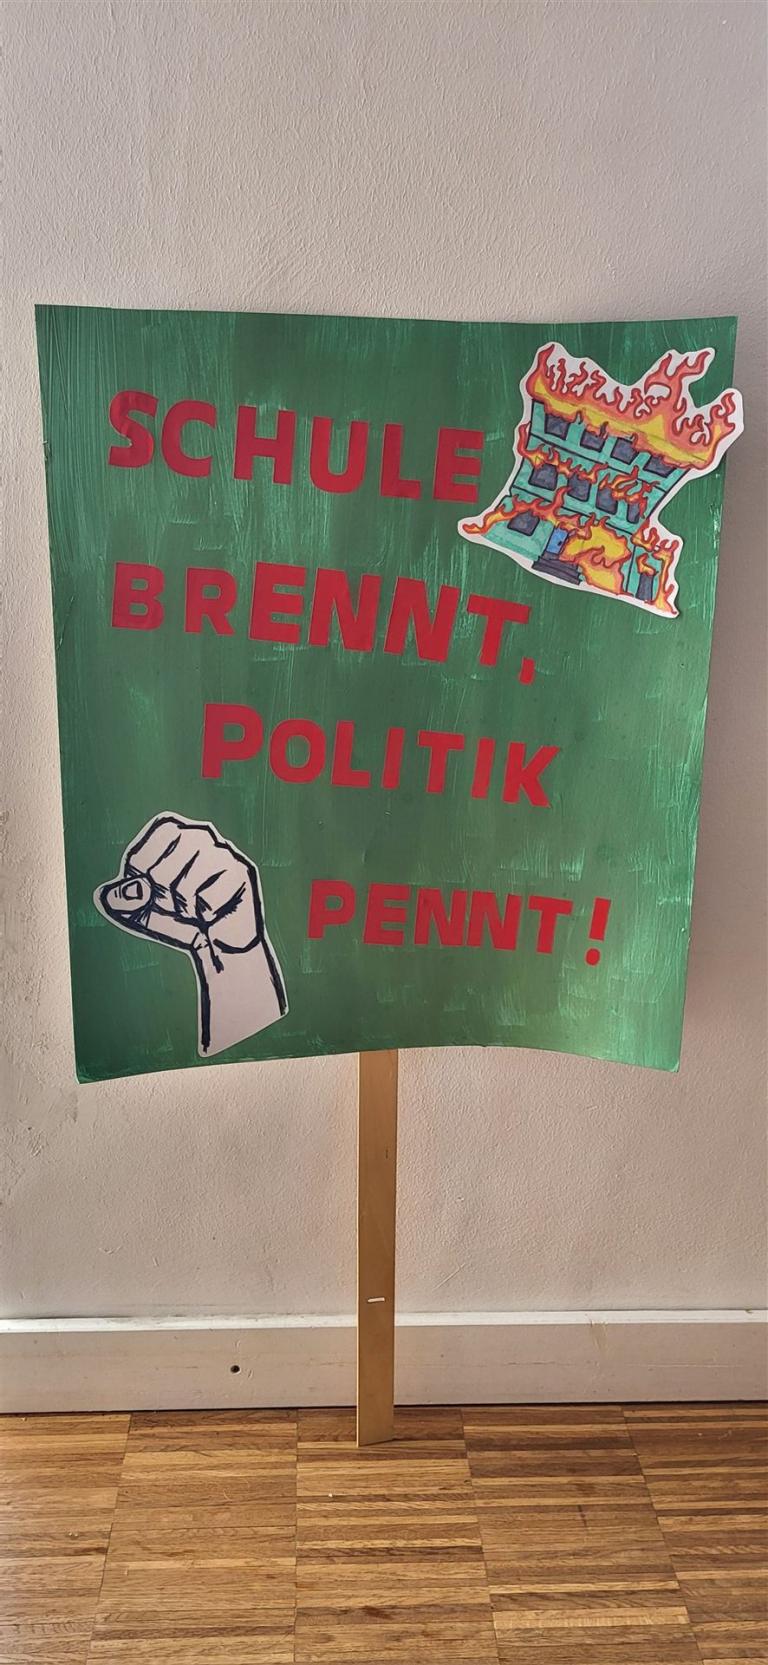 SCHULE
BRENNT,
POLITIK
PENNT!